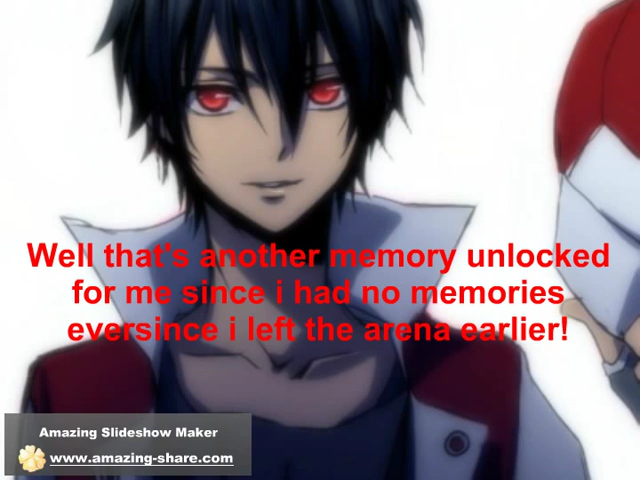 Well that's another memory unlocked
for me since i had no memories
eversince i left the arena earlier!
Amazing Slideshow Maker
www.amazing-share.com